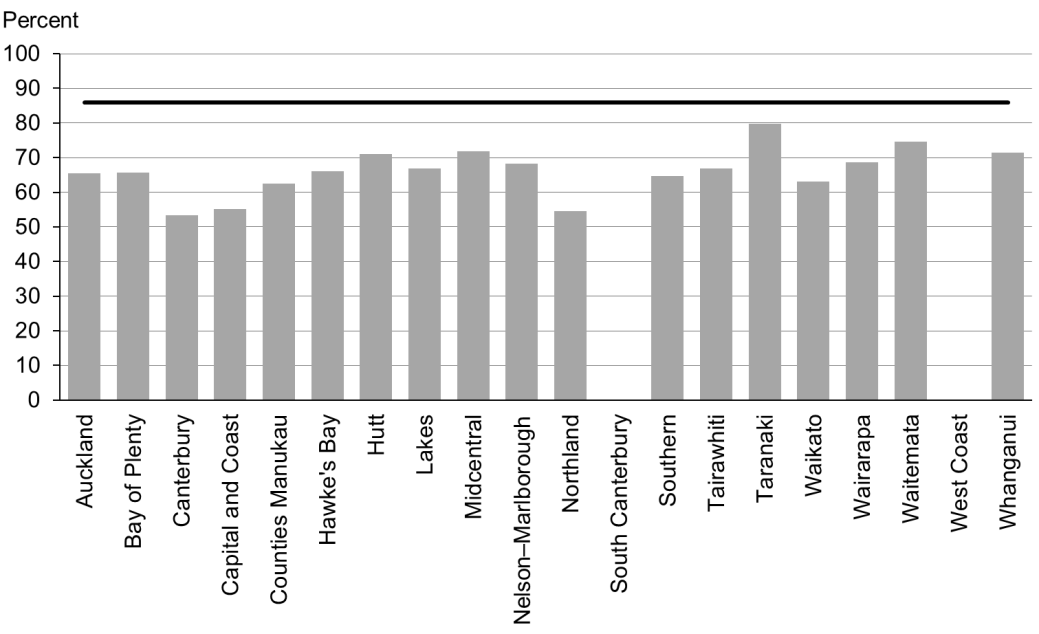 Percent
100
90
80
70
60
50
40
30
20
10
0
Auckland
Bay of Plenty
Canterbury
Capital and Coast
Counties Manukau
Hawke's Bay
Hutt
Lakes
Midcentral
Nelson–Marlborough
Northland
South Canterbury
Southern
Tairawhiti
Taranaki
Waikato
Wairarapa
Waitemata
West Coast
Whanganui